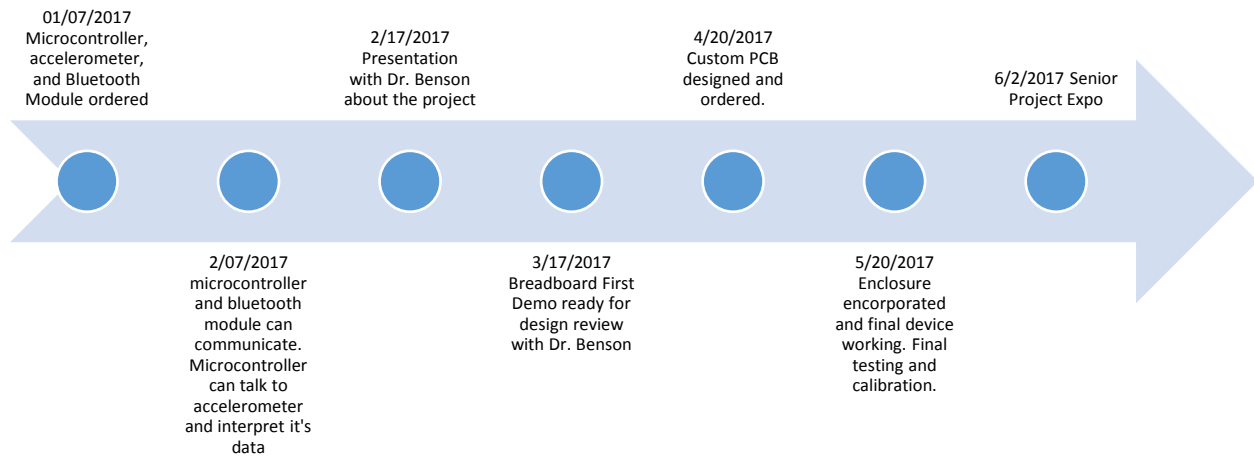 01/07/2017
Microcontroller,
accelerometer,
and Bluetooth
Module ordered
2/07/2017
microcontroller
and bluetooth
module can
communicate.
Microcontroller
can talk to
accelerometer
and interpret it's
data
2/17/2017
Presentation
with Dr. Benson
about the project
3/17/2017
Breadboard First
Demo ready for
design review
with Dr. Benson
4/20/2017
Custom PCB
designed and
ordered.
5/20/2017
Enclosure
encorporated
and final device
working. Final
testing and
calibration.
6/2/2017 Senior
Project Expo